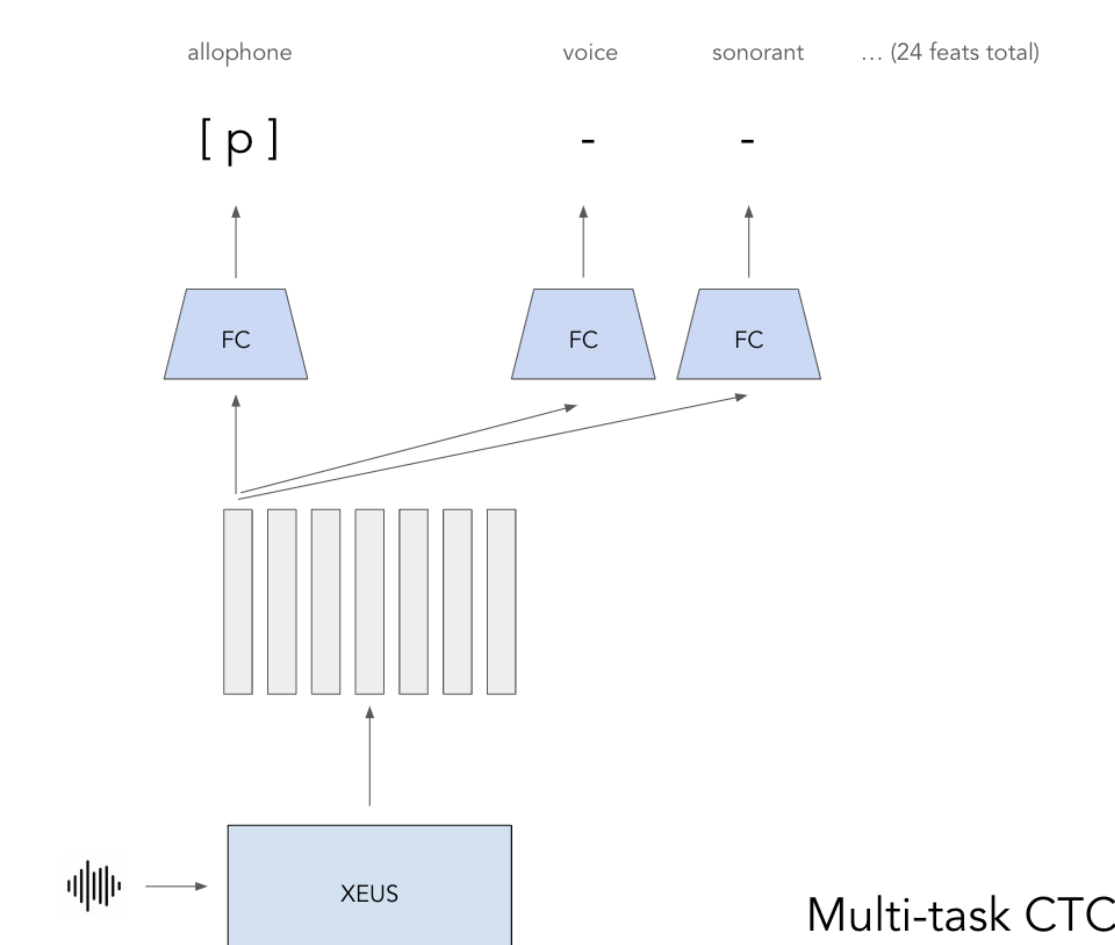 allophone voice sonorant ... (24 feats total)
[ p ] - -
FC FC FC
XEUS
Multi-task CTC